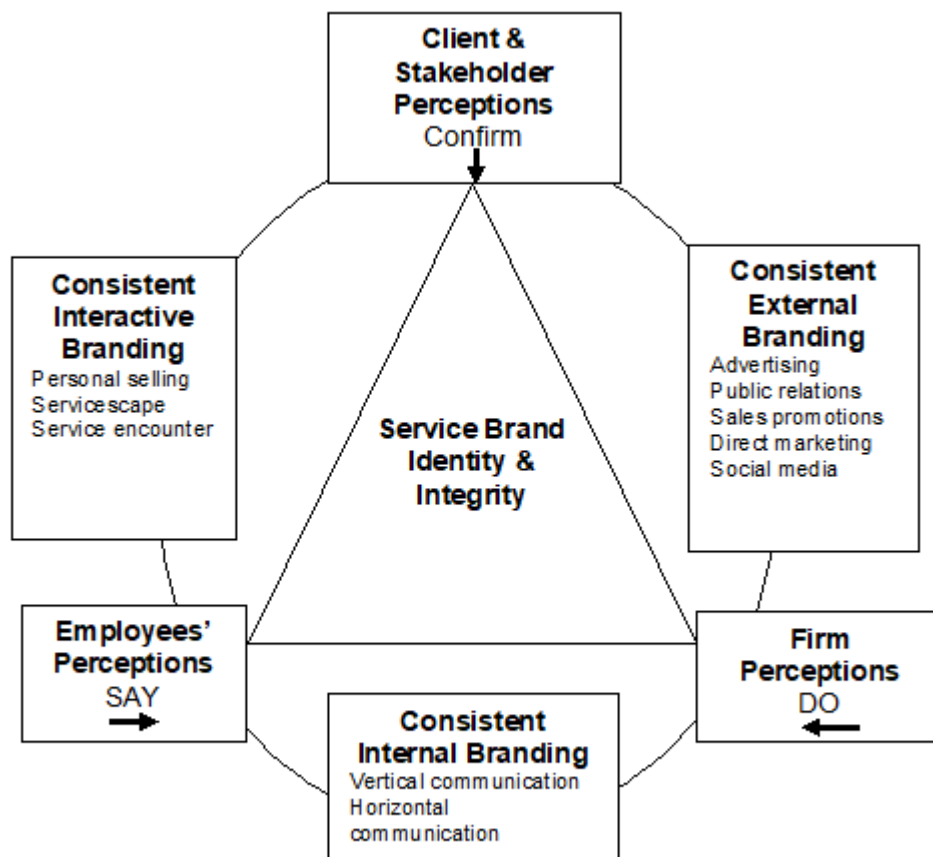 Client &
Stakeholder
Perceptions
Confirm
Consistent
Interactive
Branding
Personal selling
Servicescape
Service encounter
Consistent
External
Branding
Advertising
Public relations
Sales promotions
Direct marketing
Social media
Service Brand
Identity &
Integrity
Employees’
Perceptions
SAY
Firm
Perceptions
DO
Consistent
Internal Branding
Vertical communication
Horizontal
communication